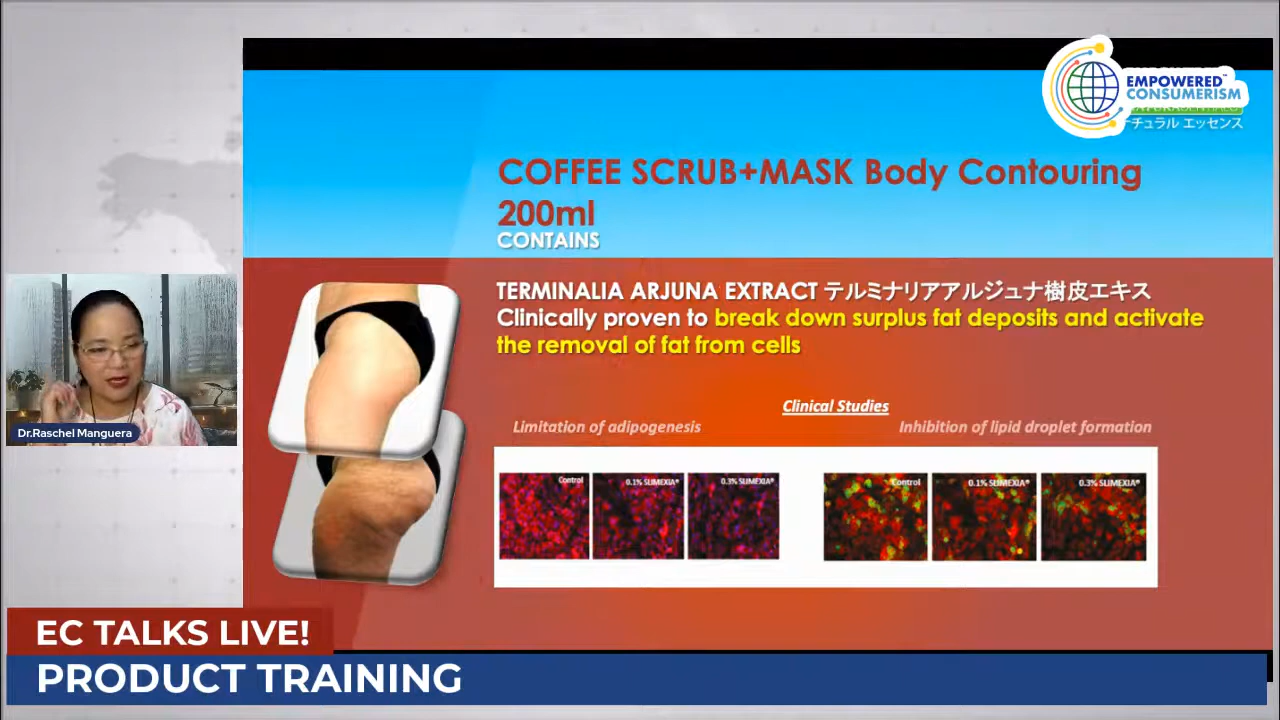 EMPOWERED™
CONSUMERISM
ナチュラル エッセンス
COFFEE SCRUB+MASK Body Contouring
200ml
CONTAINS
TERMINALIA ARJUNA EXTRACT テルミナリアアルジュナ樹皮エキス
Clinically proven to break down surplus fat deposits and activate
the removal of fat from cells
Clinical Studies
Limitation of adipogenesis
Inhibition of lipid droplet formation
Control
0.1% SLIMEXIA®
0.3% SLIMEXIA®
Control
0.1% SLIMEXIA®
0.3% SLIMEXIA®
Dr.Raschel Manguera
EC TALKS LIVE!
PRODUCT TRAINING